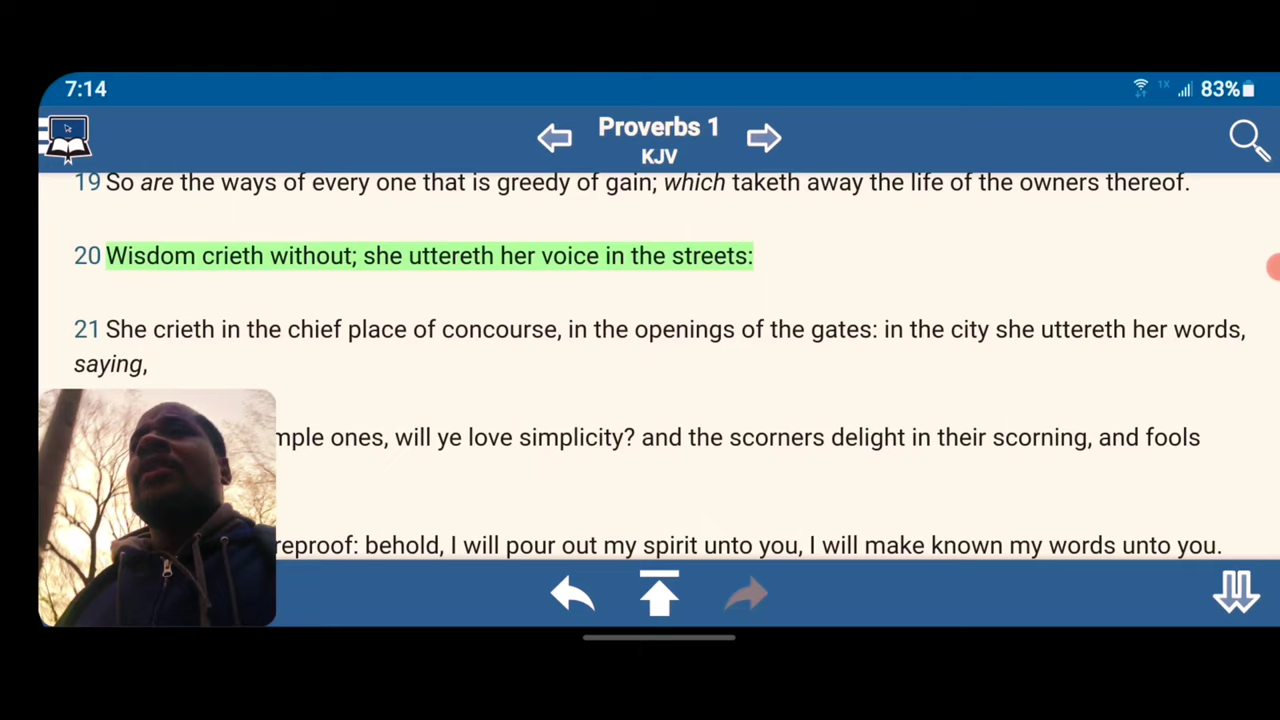 7:14
1X
83%
Proverbs 1
KJV
19 So are the ways of every one that is greedy of gain; which taketh away the life of the owners thereof.
20 Wisdom crieth without; she uttereth her voice in the streets:
21 She crieth in the chief place of concourse, in the openings of the gates: in the city she uttereth her words,
saying,
mple ones, will ye love simplicity? and the scorners delight in their scorning, and fools
reproof: behold, I will pour out my spirit unto you, I will make known my words unto you.